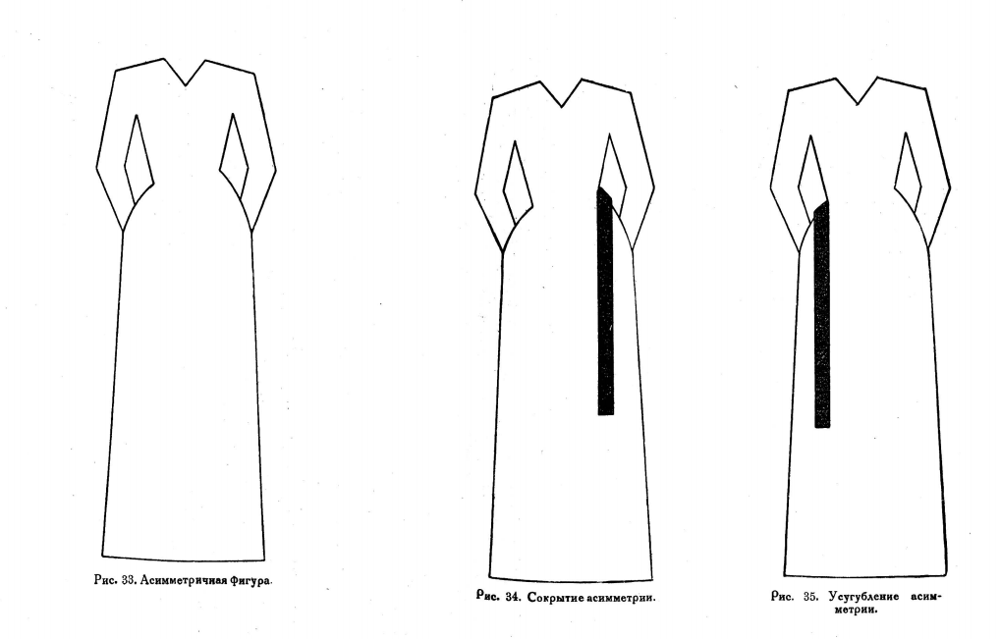 Рис. 33. Асимметричная фигура.
Рис. 34. Сокрытие асимметрии.
Рис. 35. Усугубление асим-
метрии.